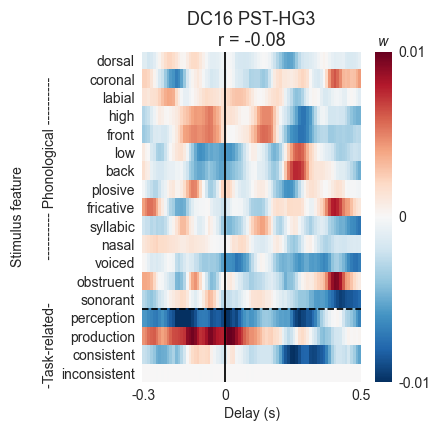 DC16 PST-HG3
r = -0.08
w
dorsal
coronal
labial
high
front
low
back
plosive
fricative
syllabic
nasal
voiced
obstruent
sonorant
perception
production
consistent
inconsistent
Stimulus feature
---------- Phonological ----------
-Task-related-
-0.3
0
0.5
Delay (s)
0.01
0
-0.01